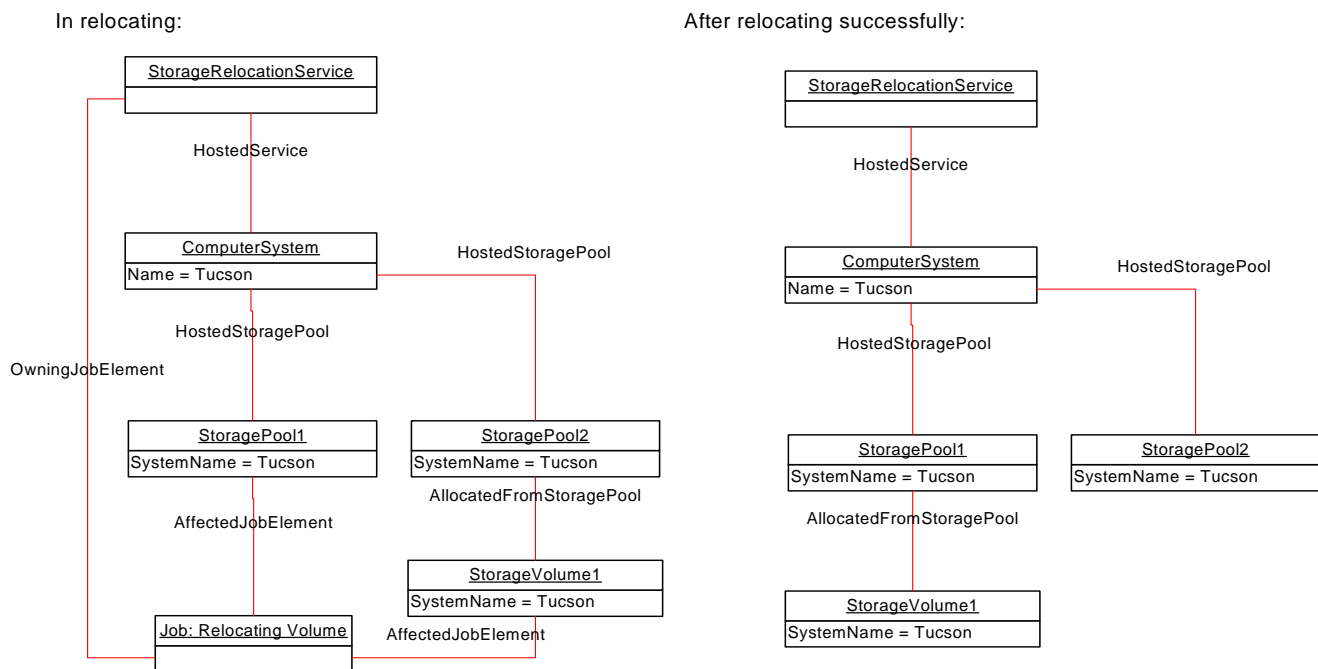 In relocating:
StorageRelocationService
HostedService
ComputerSystem
Name = Tucson
HostedStoragePool
HostedStoragePool
OwningJobElement
StoragePool1
SystemName = Tucson
StoragePool2
SystemName = Tucson
AllocatedFromStoragePool
AffectedJobElement
StorageVolume1
SystemName = Tucson
Job: Relocating Volume
AffectedJobElement
After relocating successfully:
StorageRelocationService
HostedService
ComputerSystem
Name = Tucson
HostedStoragePool
HostedStoragePool
StoragePool1
SystemName = Tucson
StoragePool2
SystemName = Tucson
AllocatedFromStoragePool
StorageVolume1
SystemName = Tucson